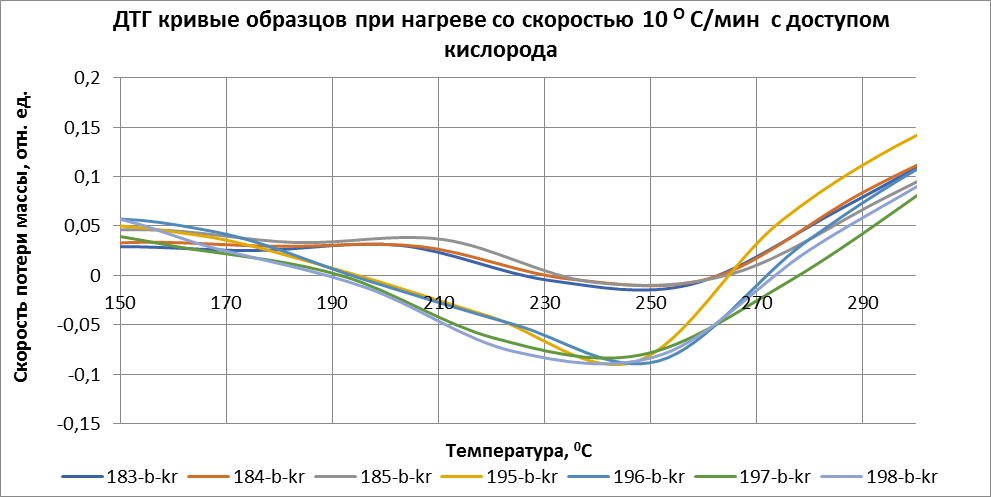 ДТГ кривые образцов при нагреве со скоростью 10 ᴼ С/мин с доступом
кислорода
Скорость потери массы, отн. ед.
0,2
0,15
0,1
0,05
0
-0,05
-0,1
-0,15
150 170 190 210 230 250 270 290
Температура, ⁰С
183-b-kr 184-b-kr 185-b-kr 195-b-kr 196-b-kr 197-b-kr 198-b-kr